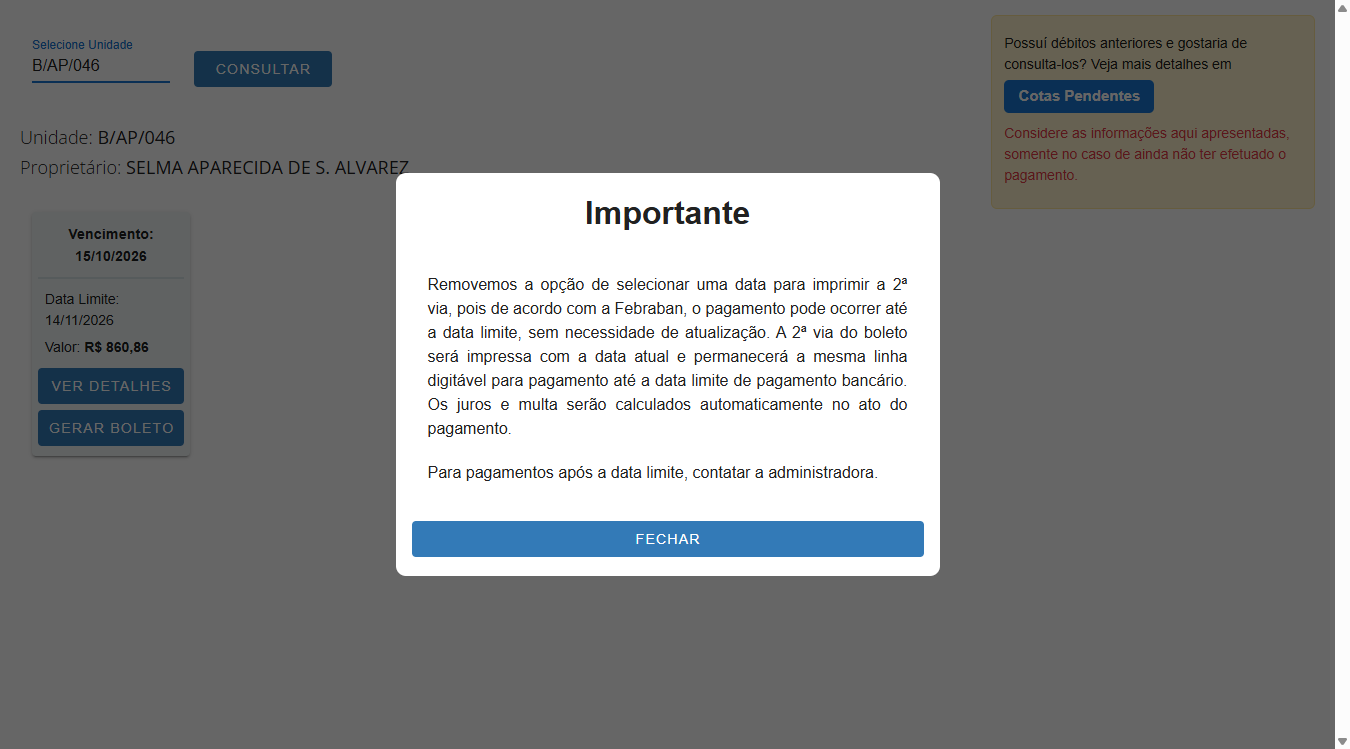 Selecione Unidade
B/AP/046
CONSULTAR
Possuí débitos anteriores e gostaria de
consulta-los? Veja mais detalhes em
Cotas Pendentes
Considere as informações aqui apresentadas,
somente no caso de ainda não ter efetuado o
pagamento.
Unidade: B/AP/046
Proprietário: SELMA APARECIDA DE S. ALVAREZ
Vencimento:
15/10/2026
Data Limite:
14/11/2026
Valor: R$ 860,86
VER DETALHES
GERAR BOLETO
Importante
Removemos a opção de selecionar uma data para imprimir a 2ª
via, pois de acordo com a Febraban, o pagamento pode ocorrer até
a data limite, sem necessidade de atualização. A 2ª via do boleto
será impressa com a data atual e permanecerá a mesma linha
digitável para pagamento até a data limite de pagamento bancário.
Os juros e multa serão calculados automaticamente no ato do
pagamento.
Para pagamentos após a data limite, contatar a administradora.
FECHAR